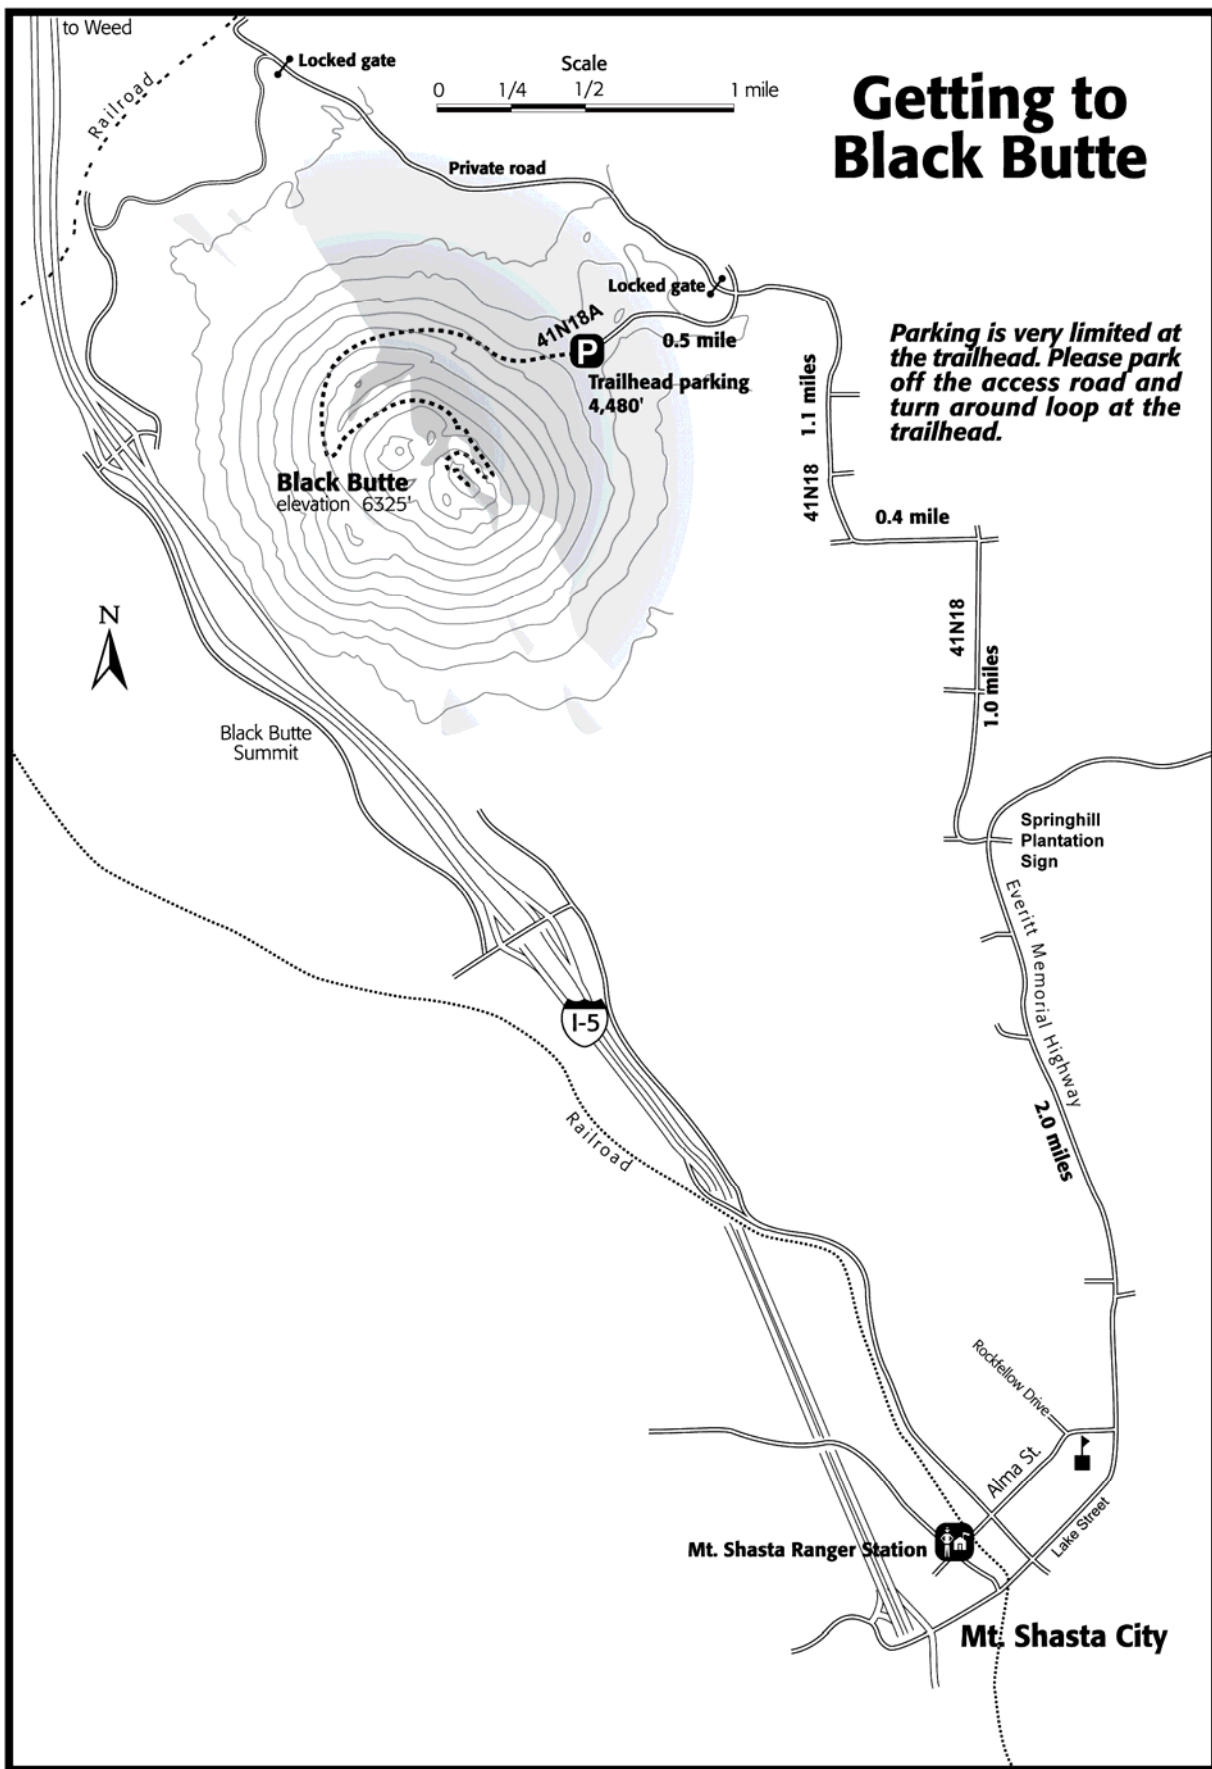 to Weed
Railroad
Locked gate
Scale
0 1/4 1/2 1 mile
Getting to
Black Butte
Private road
Locked gate
41N18A
0.5 mile
P
Trailhead parking
4,480'
Parking is very limited at
the trailhead. Please park
off the access road and
turn around loop at the
trailhead.
1.1 miles
41N18
0.4 mile
Black Butte
elevation 6325'
N
41N18
1.0 miles
Black Butte
Summit
Springhill
Plantation
Sign
Everitt Memorial Highway
I-5
Railroad
2.0 miles
Rockfellow Drive
Alma St.
Lake Street
Mt. Shasta Ranger Station
Mt. Shasta City